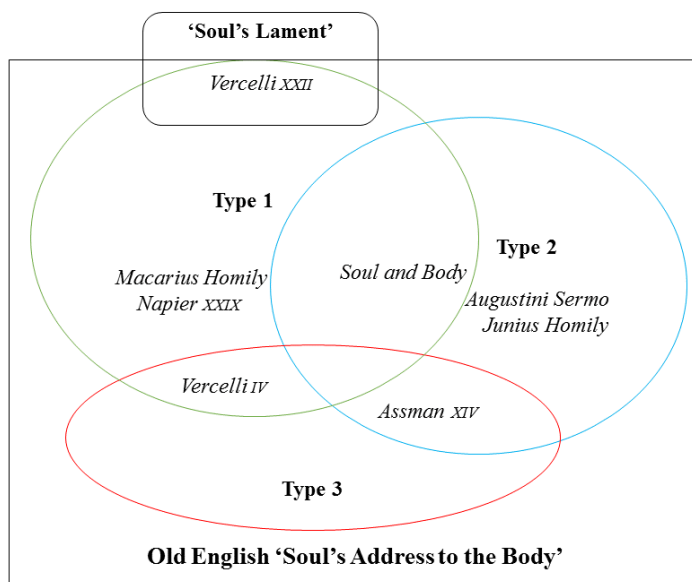 ‘Soul’s Lament’
Vercelli XXII
Type 1
Type 2
Macarius Homily
Napier XXIX
Soul and Body
Augustini Sermo
Junius Homily
Vercelli IV
Assman XIV
Type 3
Old English ‘Soul’s Address to the Body’